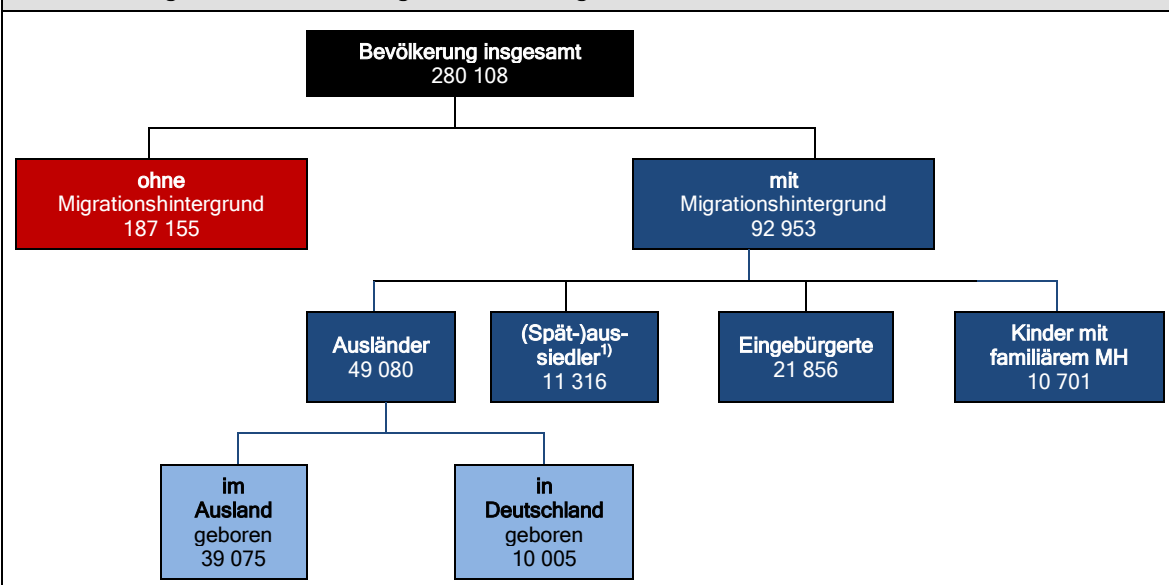 Bevölkerung insgesamt
280 108
ohne
Migrationshintergrund
187 155
mit
Migrationshintergrund
92 953
Ausländer
49 080
(Spät-)aus-
siedler1)
11 316
Eingebürgerte
21 856
Kinder mit
familiärem MH
10 701
im
Ausland
geboren
39 075
in
Deutschland
geboren
10 005